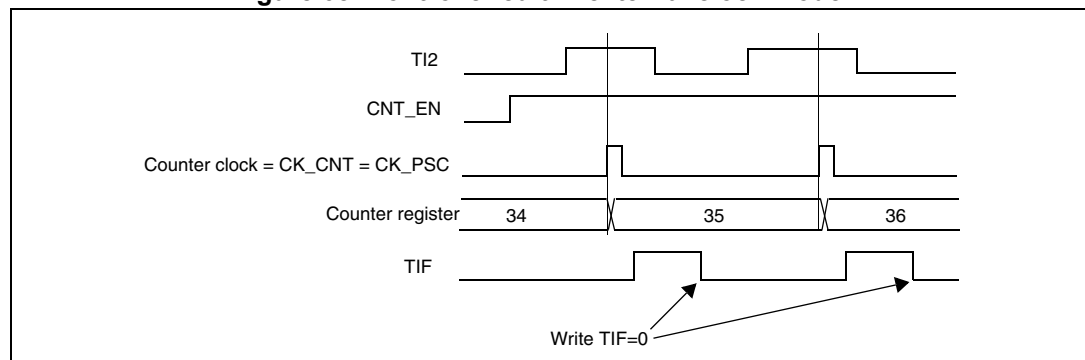 TI2
CNT_EN
Counter clock = CK_CNT = CK_PSC
Counter register 34 35 36
TIF
Write TIF=0